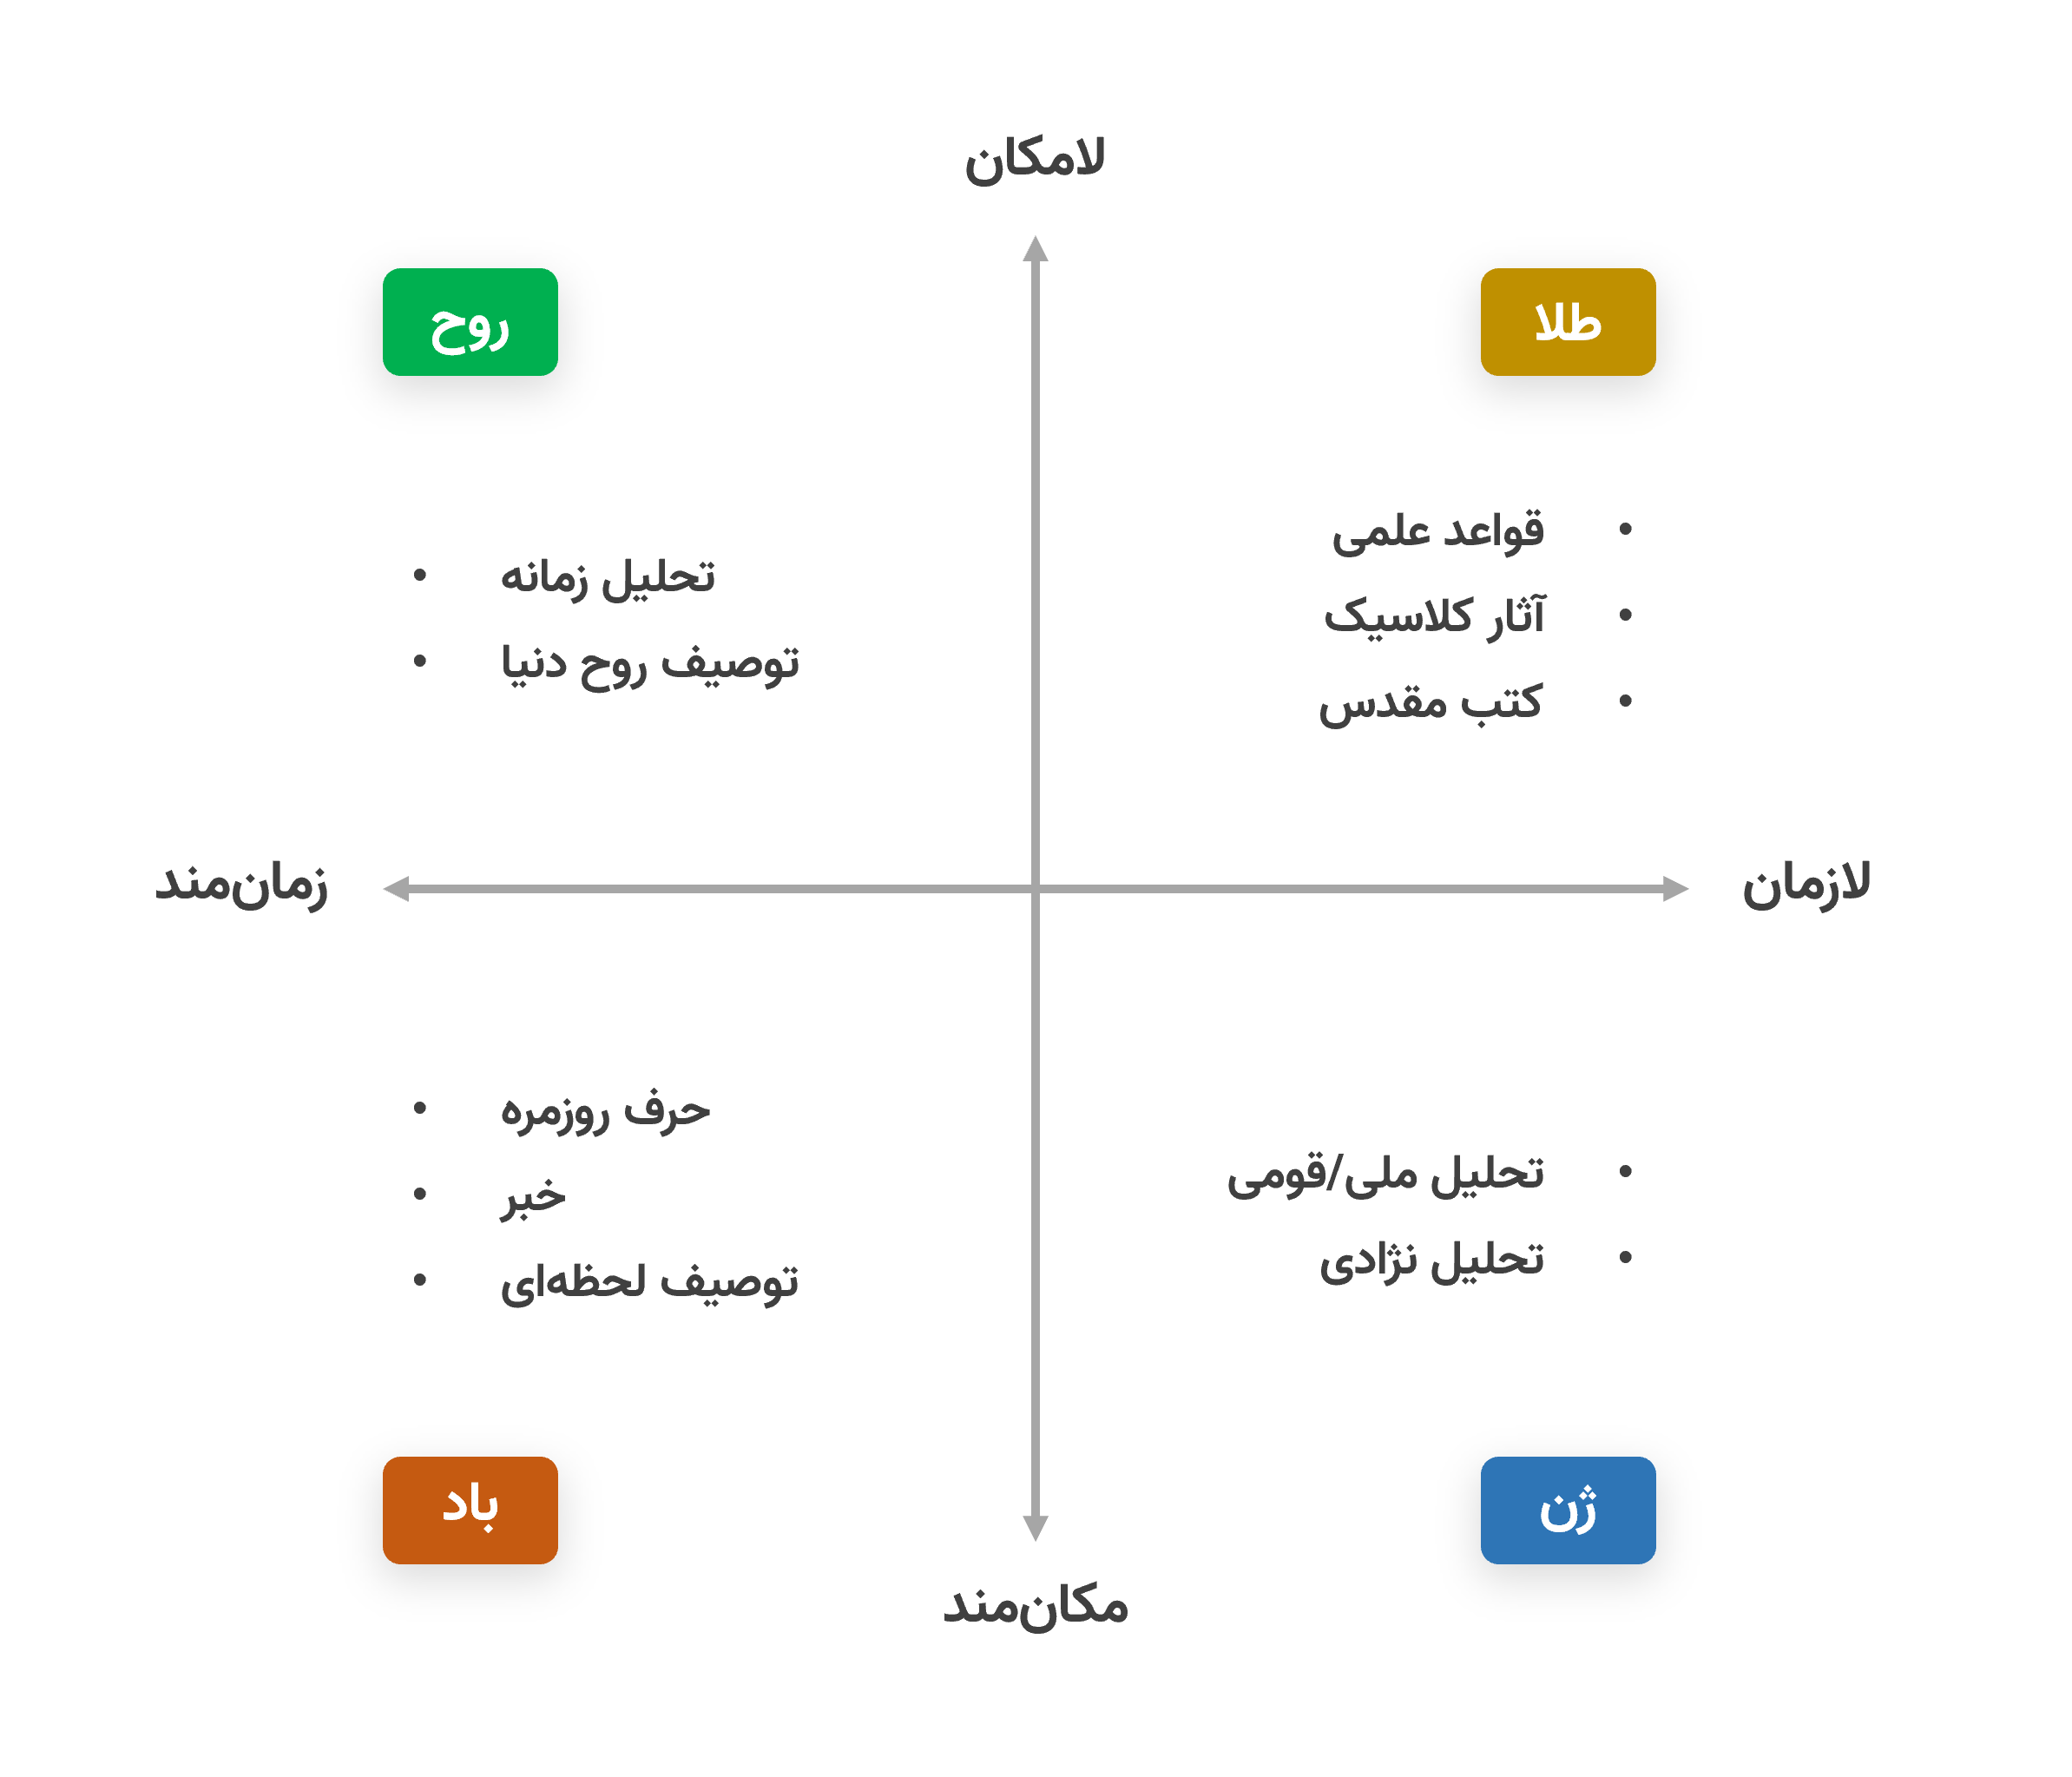 لامکان
طلا
قواعد علمی
آثار کلاسیک
کتب مقدس
روح
تحلیل زمانه
توصیف روح دنیا
لازمان
زمان‌مند
تحلیل ملی/قومی
تحلیل نژادی
ژن
حرف روزمره
خبر
توصیف لحظه‌ای
باد
مکان‌مند